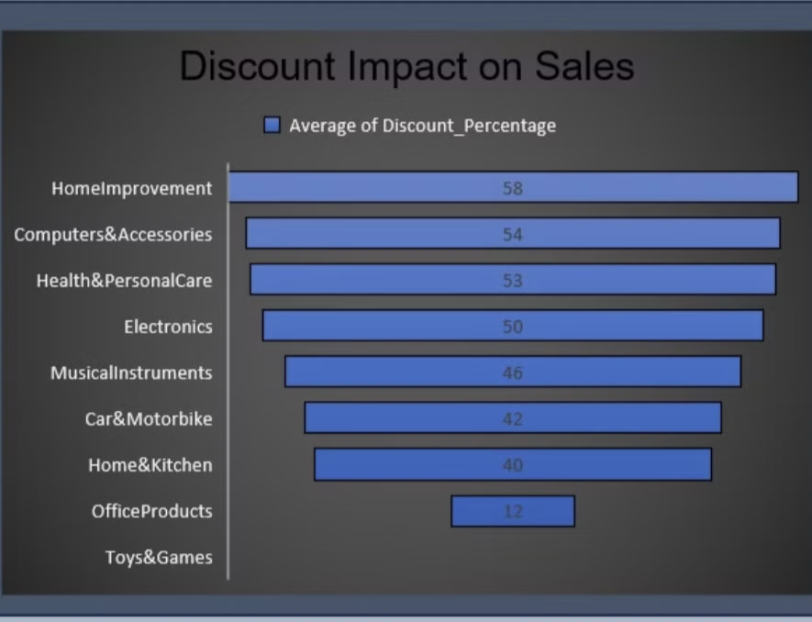 Discount Impact on Sales
Average of Discount_Percentage
HomeImprovement 58
Computers&Accessories 54
Health&PersonalCare 53
Electronics 50
MusicalInstruments 46
Car&Motorbike 42
Home&Kitchen 40
OfficeProducts 12
Toys&Games